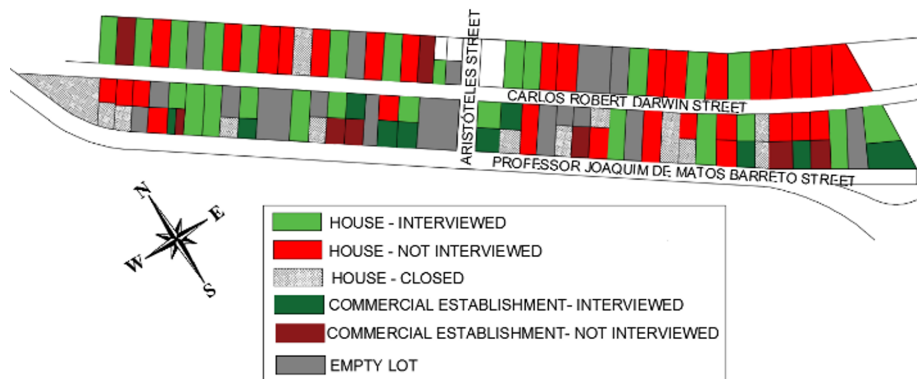 ARISTÓTELES STREET
CARLOS ROBERT DARWIN STREET
PROFESSOR JOAQUIM DE MATOS BARRETO STREET
N
E
W
S
HOUSE - INTERVIEWED
HOUSE - NOT INTERVIEWED
HOUSE - CLOSED
COMMERCIAL ESTABLISHMENT- INTERVIEWED
COMMERCIAL ESTABLISHMENT- NOT INTERVIEWED
EMPTY LOT